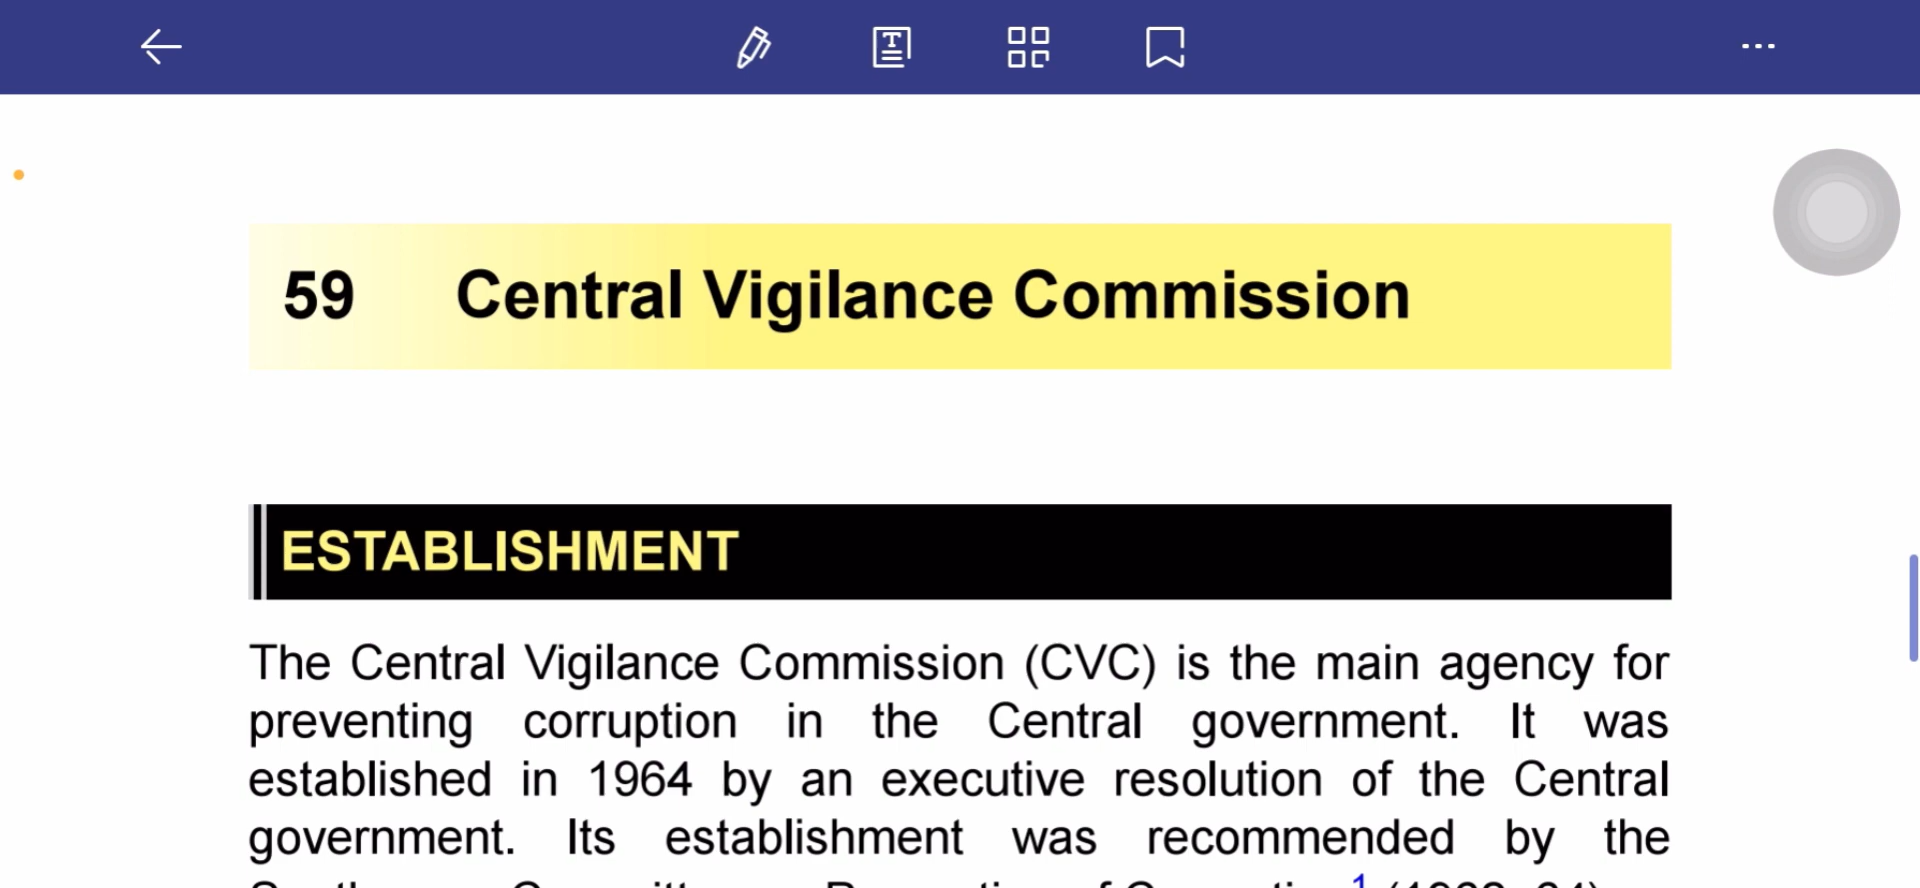 59 Central Vigilance Commission
ESTABLISHMENT
The Central Vigilance Commission (CVC) is the main agency for
preventing corruption in the Central government. It was
established in 1964 by an executive resolution of the Central
government. Its establishment was recommended by the